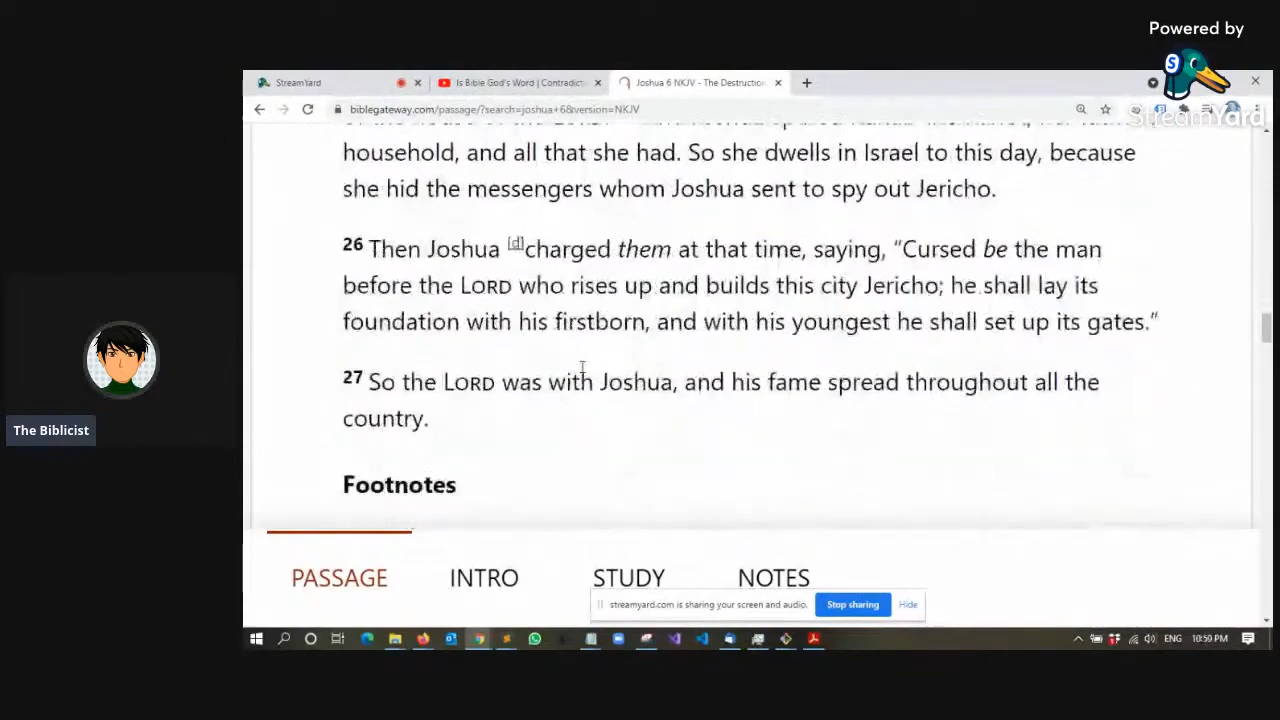 Powered by
StreamYard
StreamYard
Is Bible God's Word | Contradict
Joshua 6 NKJV - The Destructio
biblegateway.com/passage/?search=joshua+6&version=NKJV
household, and all that she had. So she dwells in Israel to this day, because
she hid the messengers whom Joshua sent to spy out Jericho.
26 Then Joshua [d]charged them at that time, saying, “Cursed be the man
before the LORD who rises up and builds this city Jericho; he shall lay its
foundation with his firstborn, and with his youngest he shall set up its gates.”
27 So the LORD was with Joshua, and his fame spread throughout all the
country.
The Biblicist
Footnotes
PASSAGE INTRO STUDY NOTES
streamyard.com is sharing your screen and audio. Stop sharing Hide
ENG 10:50 PM